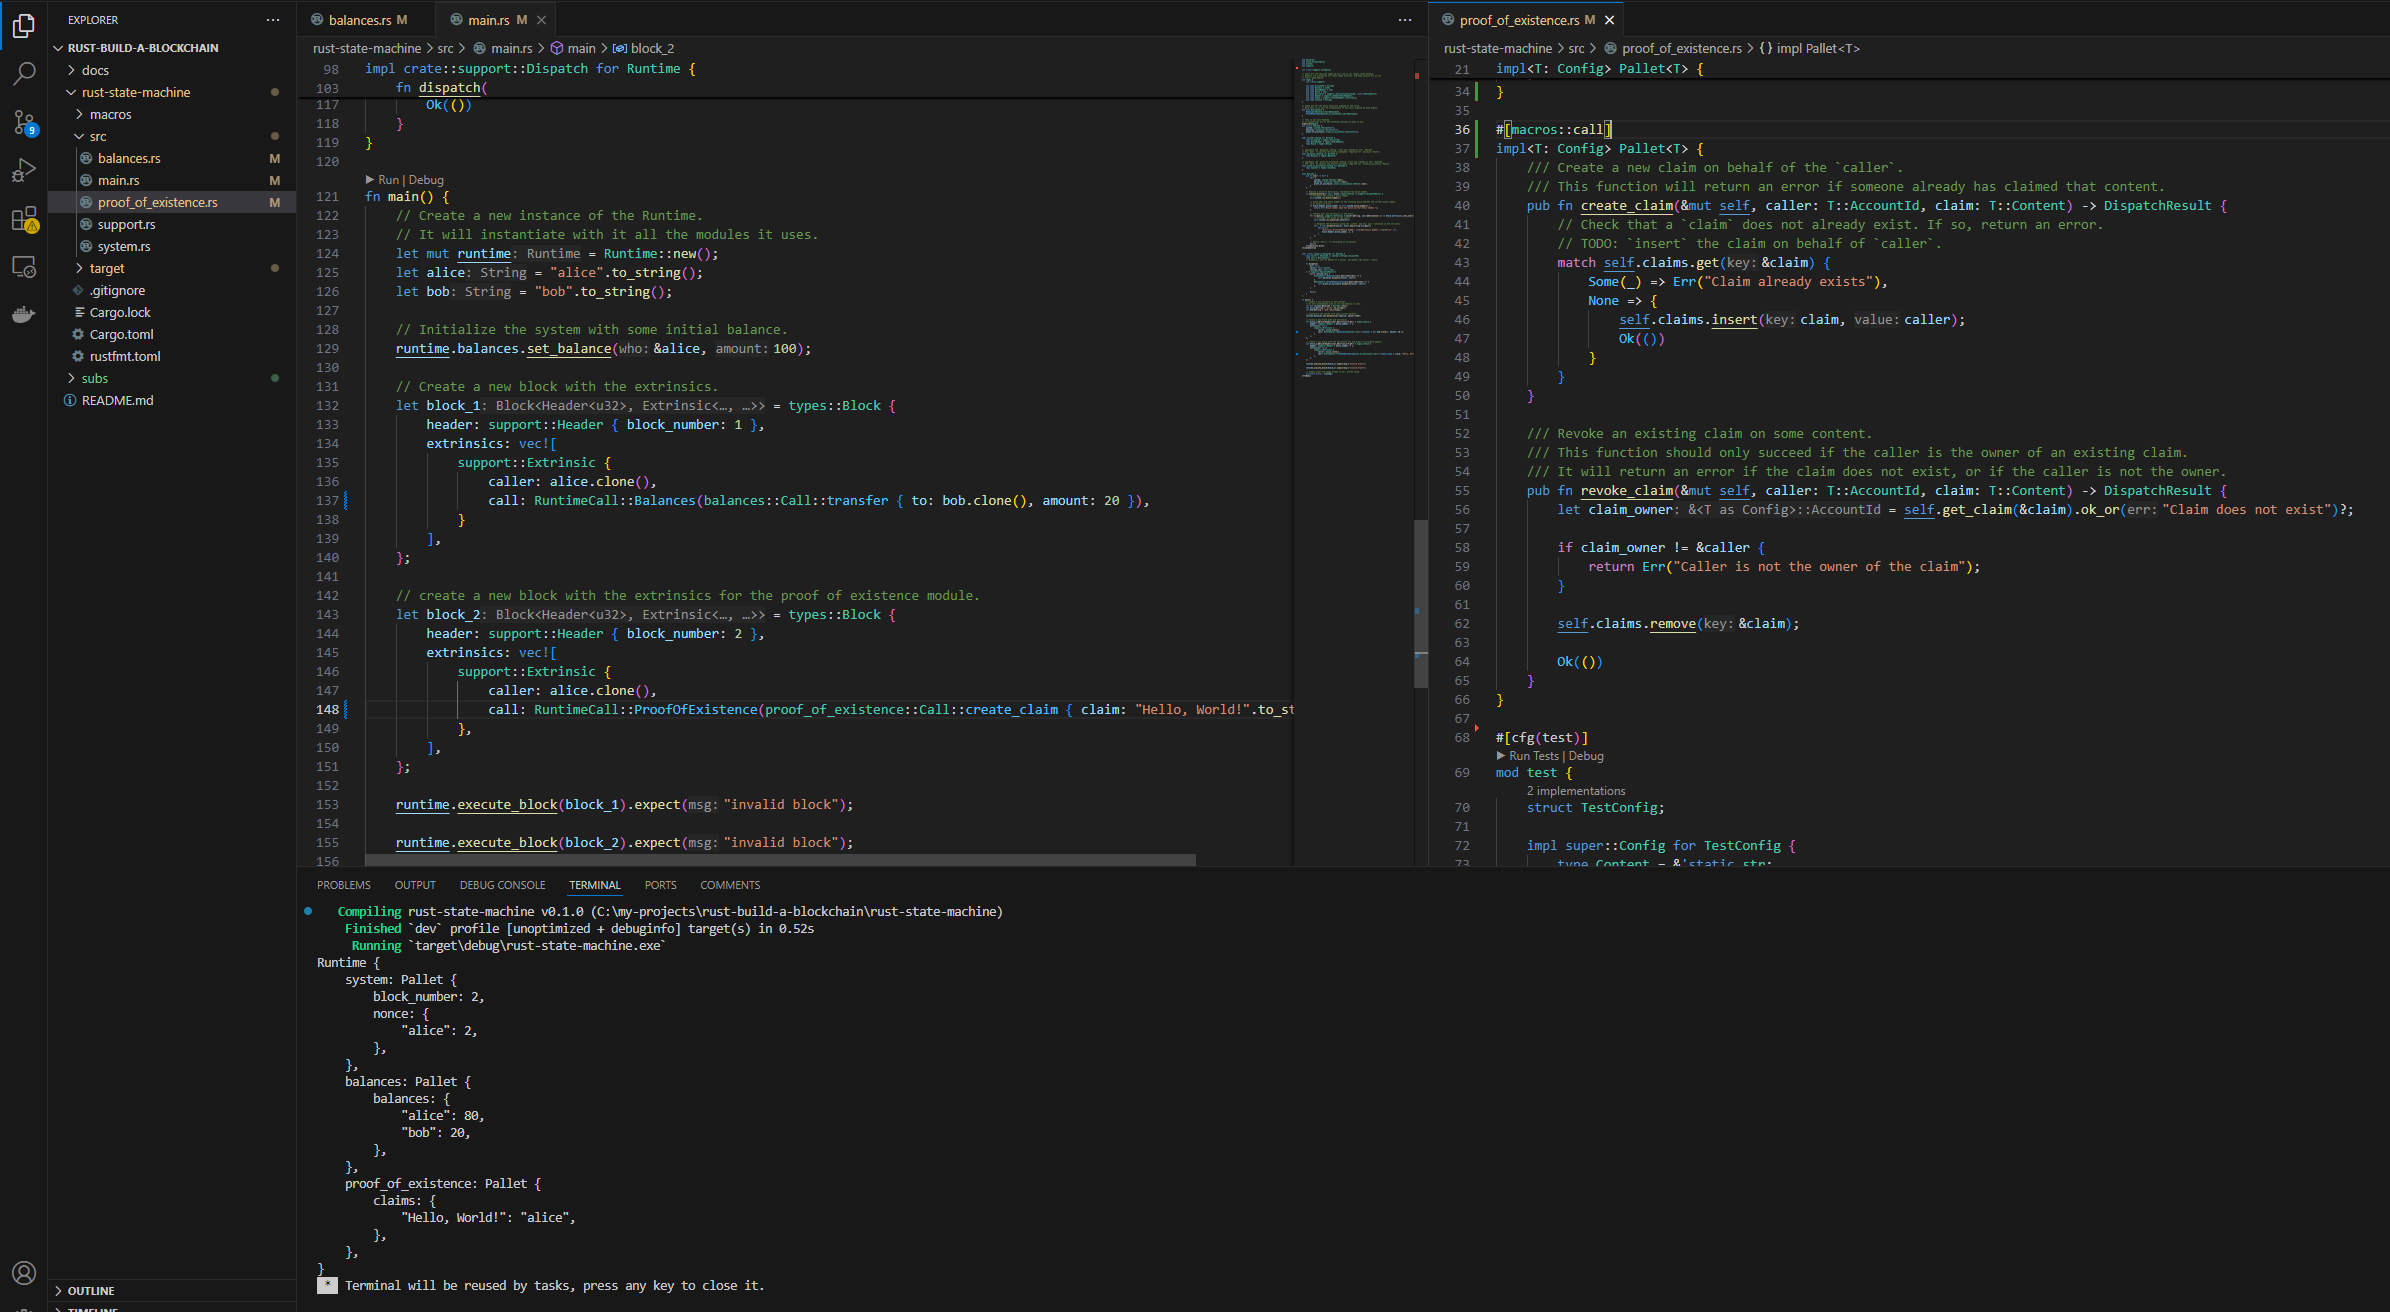 EXPLORER
RUST-BUILD-A-BLOCKCHAIN
docs
rust-state-machine
macros
src
balances.rs M
main.rs M
proof_of_existence.rs M
support.rs
system.rs
target
.gitignore
Cargo.lock
Cargo.toml
rustfmt.toml
subs
README.md
9
OUTLINE
TIMELINE
balances.rs M
main.rs M
rust-state-machine > src > main.rs > main > block_2
98 impl crate::support::Dispatch for Runtime {
103 fn dispatch(
117 Ok(())
118 }
119 }
120
Run | Debug
121 fn main() {
122 // Create a new instance of the Runtime.
123 // It will instantiate with it all the modules it uses.
124 let mut runtime: Runtime = Runtime::new();
125 let alice: String = "alice".to_string();
126 let bob: String = "bob".to_string();
127
128 // Initialize the system with some initial balance.
129 runtime.balances.set_balance(who: &alice, amount: 100);
130
131 // Create a new block with the extrinsics.
132 let block_1: Block<Header<u32>, Extrinsic<…, …>> = types::Block {
133 header: support::Header { block_number: 1 },
134 extrinsics: vec![
135 support::Extrinsic {
136 caller: alice.clone(),
137 call: RuntimeCall::Balances(balances::Call::transfer { to: bob.clone(), amount: 20 }),
138 }
139 ],
140 };
141
142 // create a new block with the extrinsics for the proof of existence module.
143 let block_2: Block<Header<u32>, Extrinsic<…, …>> = types::Block {
144 header: support::Header { block_number: 2 },
145 extrinsics: vec![
146 support::Extrinsic {
147 caller: alice.clone(),
148 call: RuntimeCall::ProofOfExistence(proof_of_existence::Call::create_claim { claim: "Hello, World!".to_st
149 },
150 ],
151 };
152
153 runtime.execute_block(block_1).expect(msg: "invalid block");
154
155 runtime.execute_block(block_2).expect(msg: "invalid block");
156
proof_of_existence.rs M
rust-state-machine > src > proof_of_existence.rs > {} impl Pallet<T>
21 impl<T: Config> Pallet<T> {
34 }
35
36 #[macros::call]
37 impl<T: Config> Pallet<T> {
38 /// Create a new claim on behalf of the `caller`.
39 /// This function will return an error if someone already has claimed that content.
40 pub fn create_claim(&mut self, caller: T::AccountId, claim: T::Content) -> DispatchResult {
41 // Check that a `claim` does not already exist. If so, return an error.
42 // TODO: `insert` the claim on behalf of `caller`.
43 match self.claims.get(key: &claim) {
44 Some(_) => Err("Claim already exists"),
45 None => {
46 self.claims.insert(key: claim, value: caller);
47 Ok(())
48 }
49 }
50 }
51
52 /// Revoke an existing claim on some content.
53 /// This function should only succeed if the caller is the owner of an existing claim.
54 /// It will return an error if the claim does not exist, or if the caller is not the owner.
55 pub fn revoke_claim(&mut self, caller: T::AccountId, claim: T::Content) -> DispatchResult {
56 let claim_owner: &<T as Config>::AccountId = self.get_claim(&claim).ok_or(err: "Claim does not exist")?;
57
58 if claim_owner != &caller {
59 return Err("Caller is not the owner of the claim");
60 }
61
62 self.claims.remove(key: &claim);
63
64 Ok(())
65 }
66 }
67
68 #[cfg(test)]
Run Tests | Debug
69 mod test {
2 implementations
70 struct TestConfig;
71
72 impl super::Config for TestConfig {
73 type Content = &'static str;
PROBLEMS OUTPUT DEBUG CONSOLE TERMINAL PORTS COMMENTS
Compiling rust-state-machine v0.1.0 (C:\my-projects\rust-build-a-blockchain\rust-state-machine)
Finished `dev` profile [unoptimized + debuginfo] target(s) in 0.52s
Running `target\debug\rust-state-machine.exe`
Runtime {
system: Pallet {
block_number: 2,
nonce: {
"alice": 2,
},
},
balances: Pallet {
balances: {
"alice": 80,
"bob": 20,
},
},
proof_of_existence: Pallet {
claims: {
"Hello, World!": "alice",
},
},
}
* Terminal will be reused by tasks, press any key to close it.